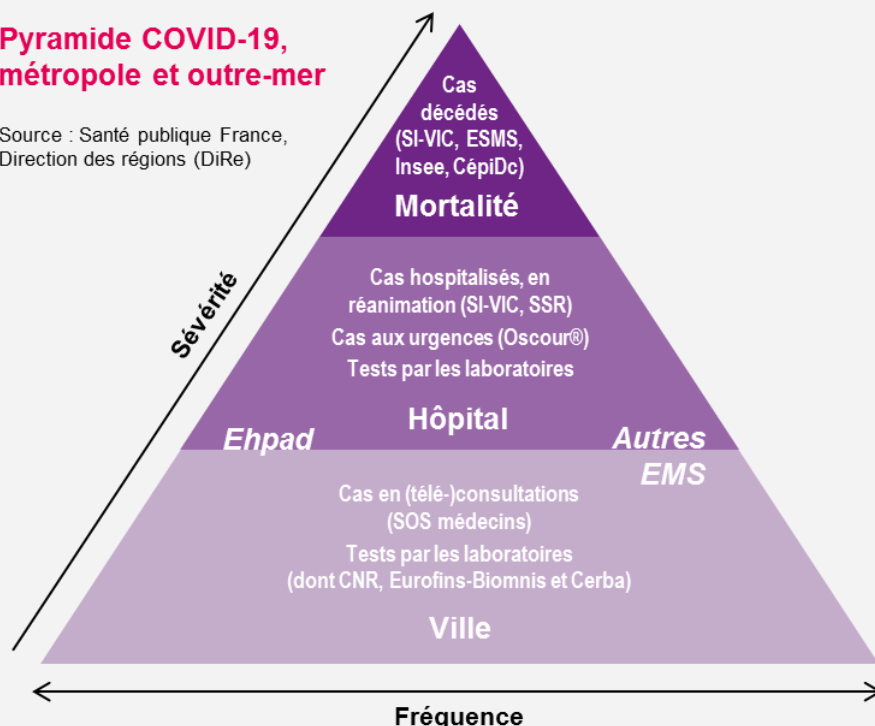 Pyramide COVID-19,
métropole et outre-mer
Source : Santé publique France,
Direction des régions (DiRe)
Sévérité
Cas
décédés
(SI-VIC, ESMS,
Insee, CépiDc)
Mortalité
Cas hospitalisés, en
réanimation (SI-VIC, SSR)
Cas aux urgences (Oscour®)
Tests par les laboratoires
Hôpital
Ehpad
Autres
EMS
Cas en (télé-)consultations
(SOS médecins)
Tests par les laboratoires
(dont CNR, Eurofins-Biomnis et Cerba)
Ville
Fréquence